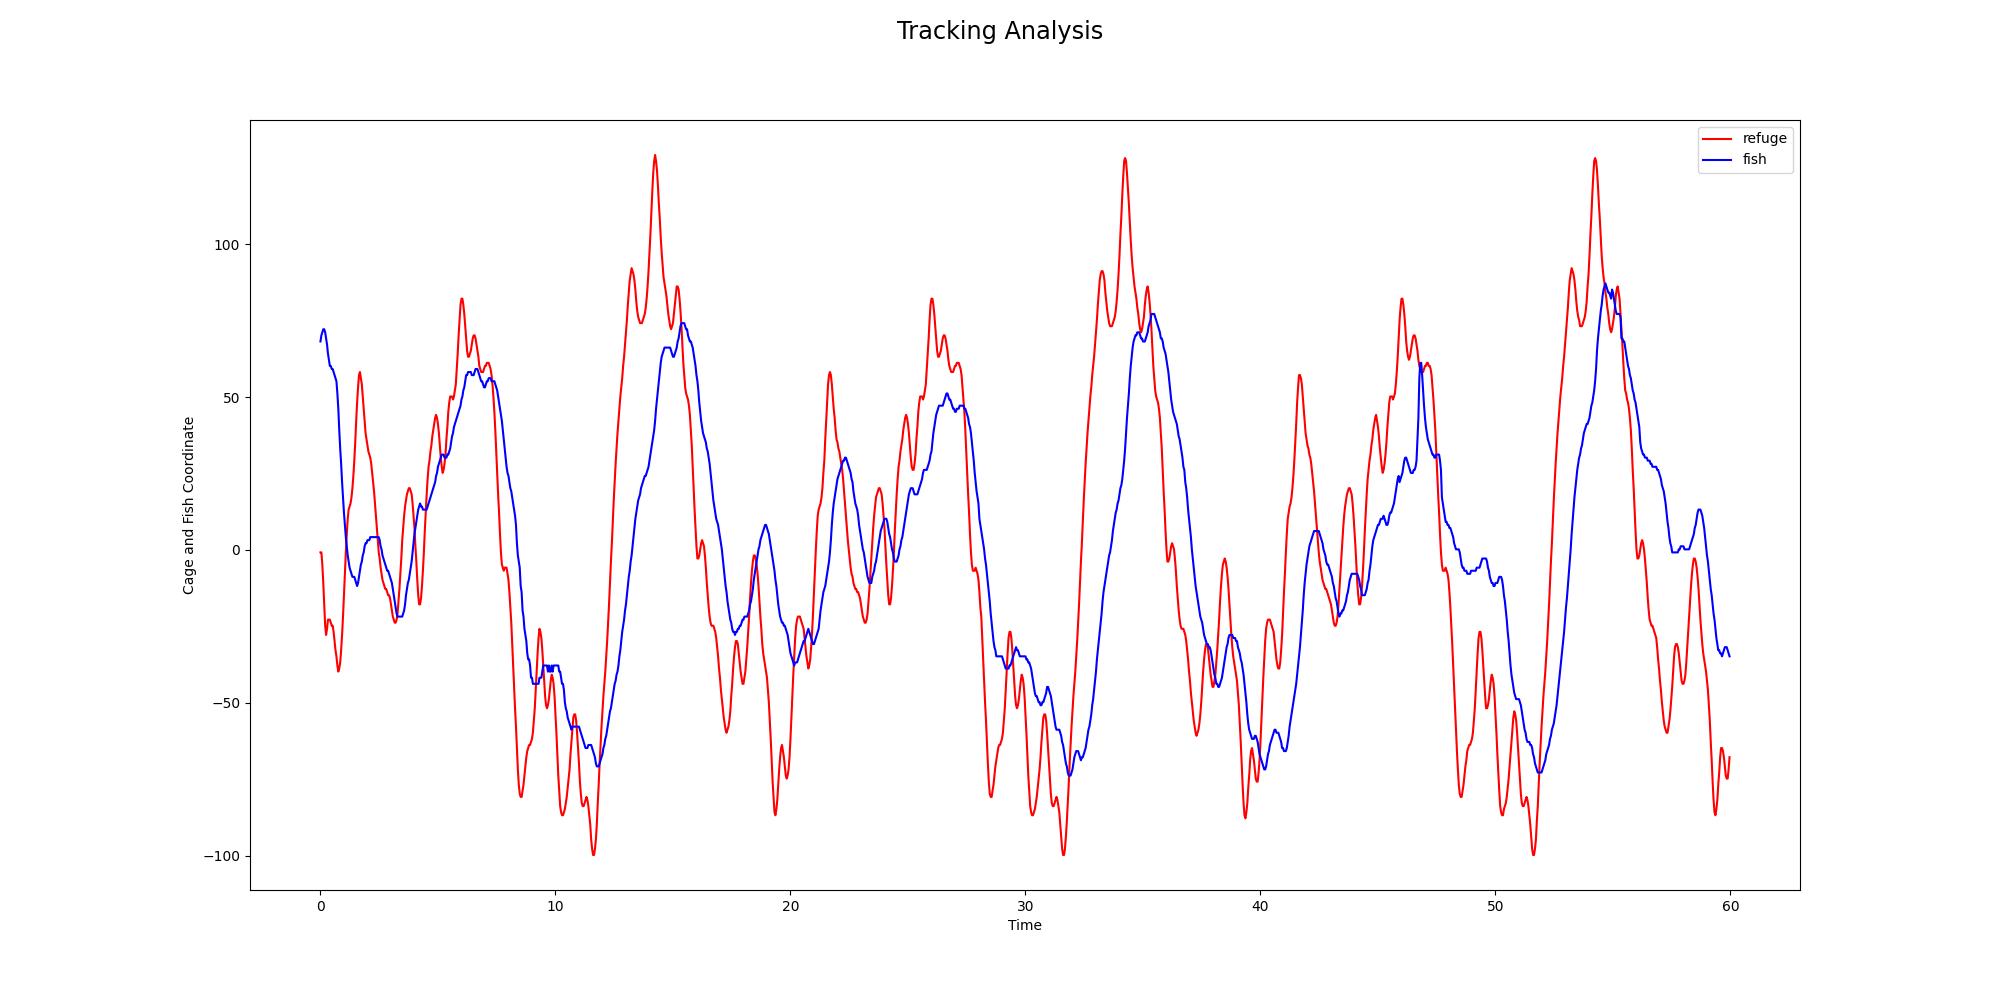 Tracking Analysis
refuge
fish
Cage and Fish Coordinate
100
50
0
−50
−100
0 10 20 30 40 50 60
Time